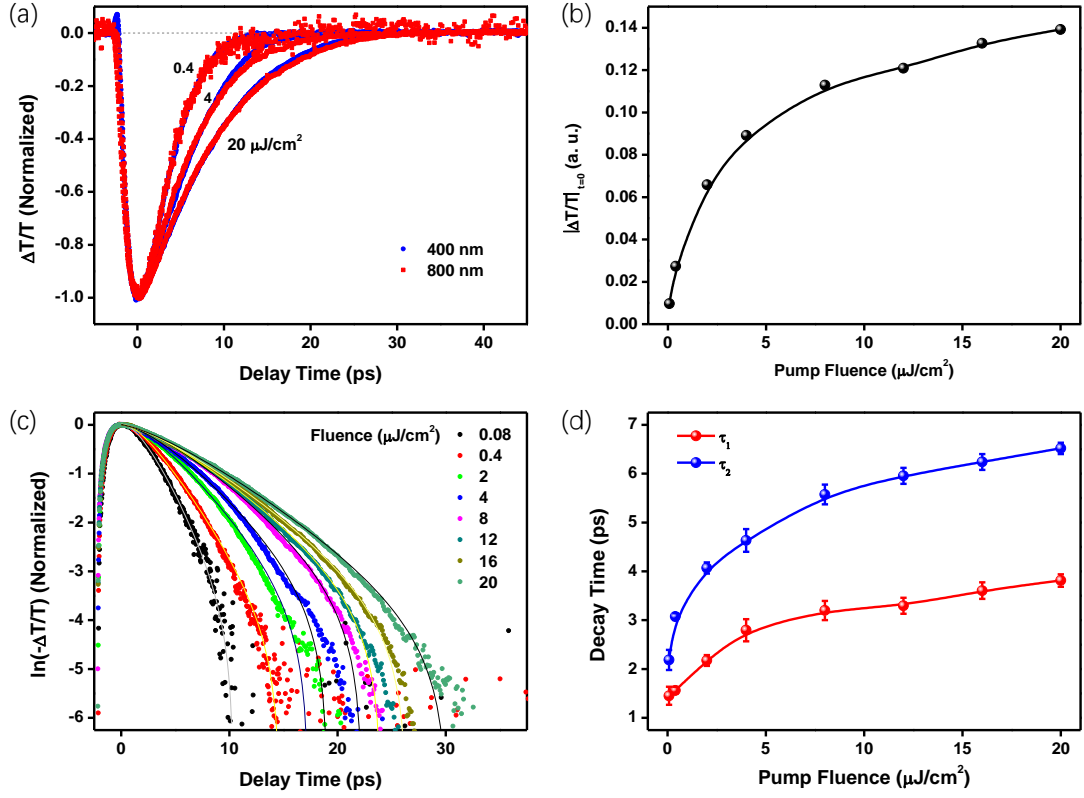 (a)
0.0
-0.2
-0.4
-0.6
-0.8
-1.0
ΔT/T (Normalized)
0.4
4
20 μJ/cm²
400 nm
800 nm
0 10 20 30 40
Delay Time (ps)
(b)
0.14
0.12
0.10
0.08
0.06
0.04
0.02
0.00
|ΔT/T|t=0 (a. u.)
0 5 10 15 20
Pump Fluence (μJ/cm²)
(c)
0
-1
-2
-3
-4
-5
-6
ln(-ΔT/T) (Normalized)
Fluence (μJ/cm²)
0.08
0.4
2
4
8
12
16
20
0 10 20 30
Delay Time (ps)
(d)
7
6
5
4
3
2
1
Decay Time (ps)
τ1
τ2
0 5 10 15 20
Pump Fluence (μJ/cm²)